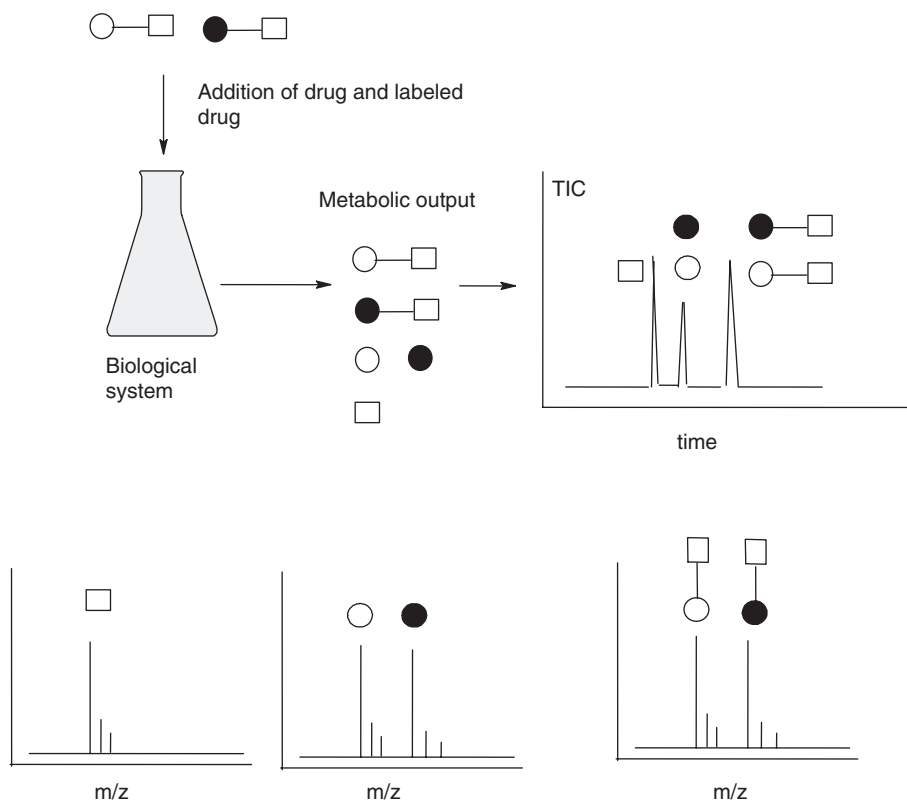 Addition of drug and labeled
drug
Metabolic output
TIC
Biological
system
time
m/z
m/z
m/z